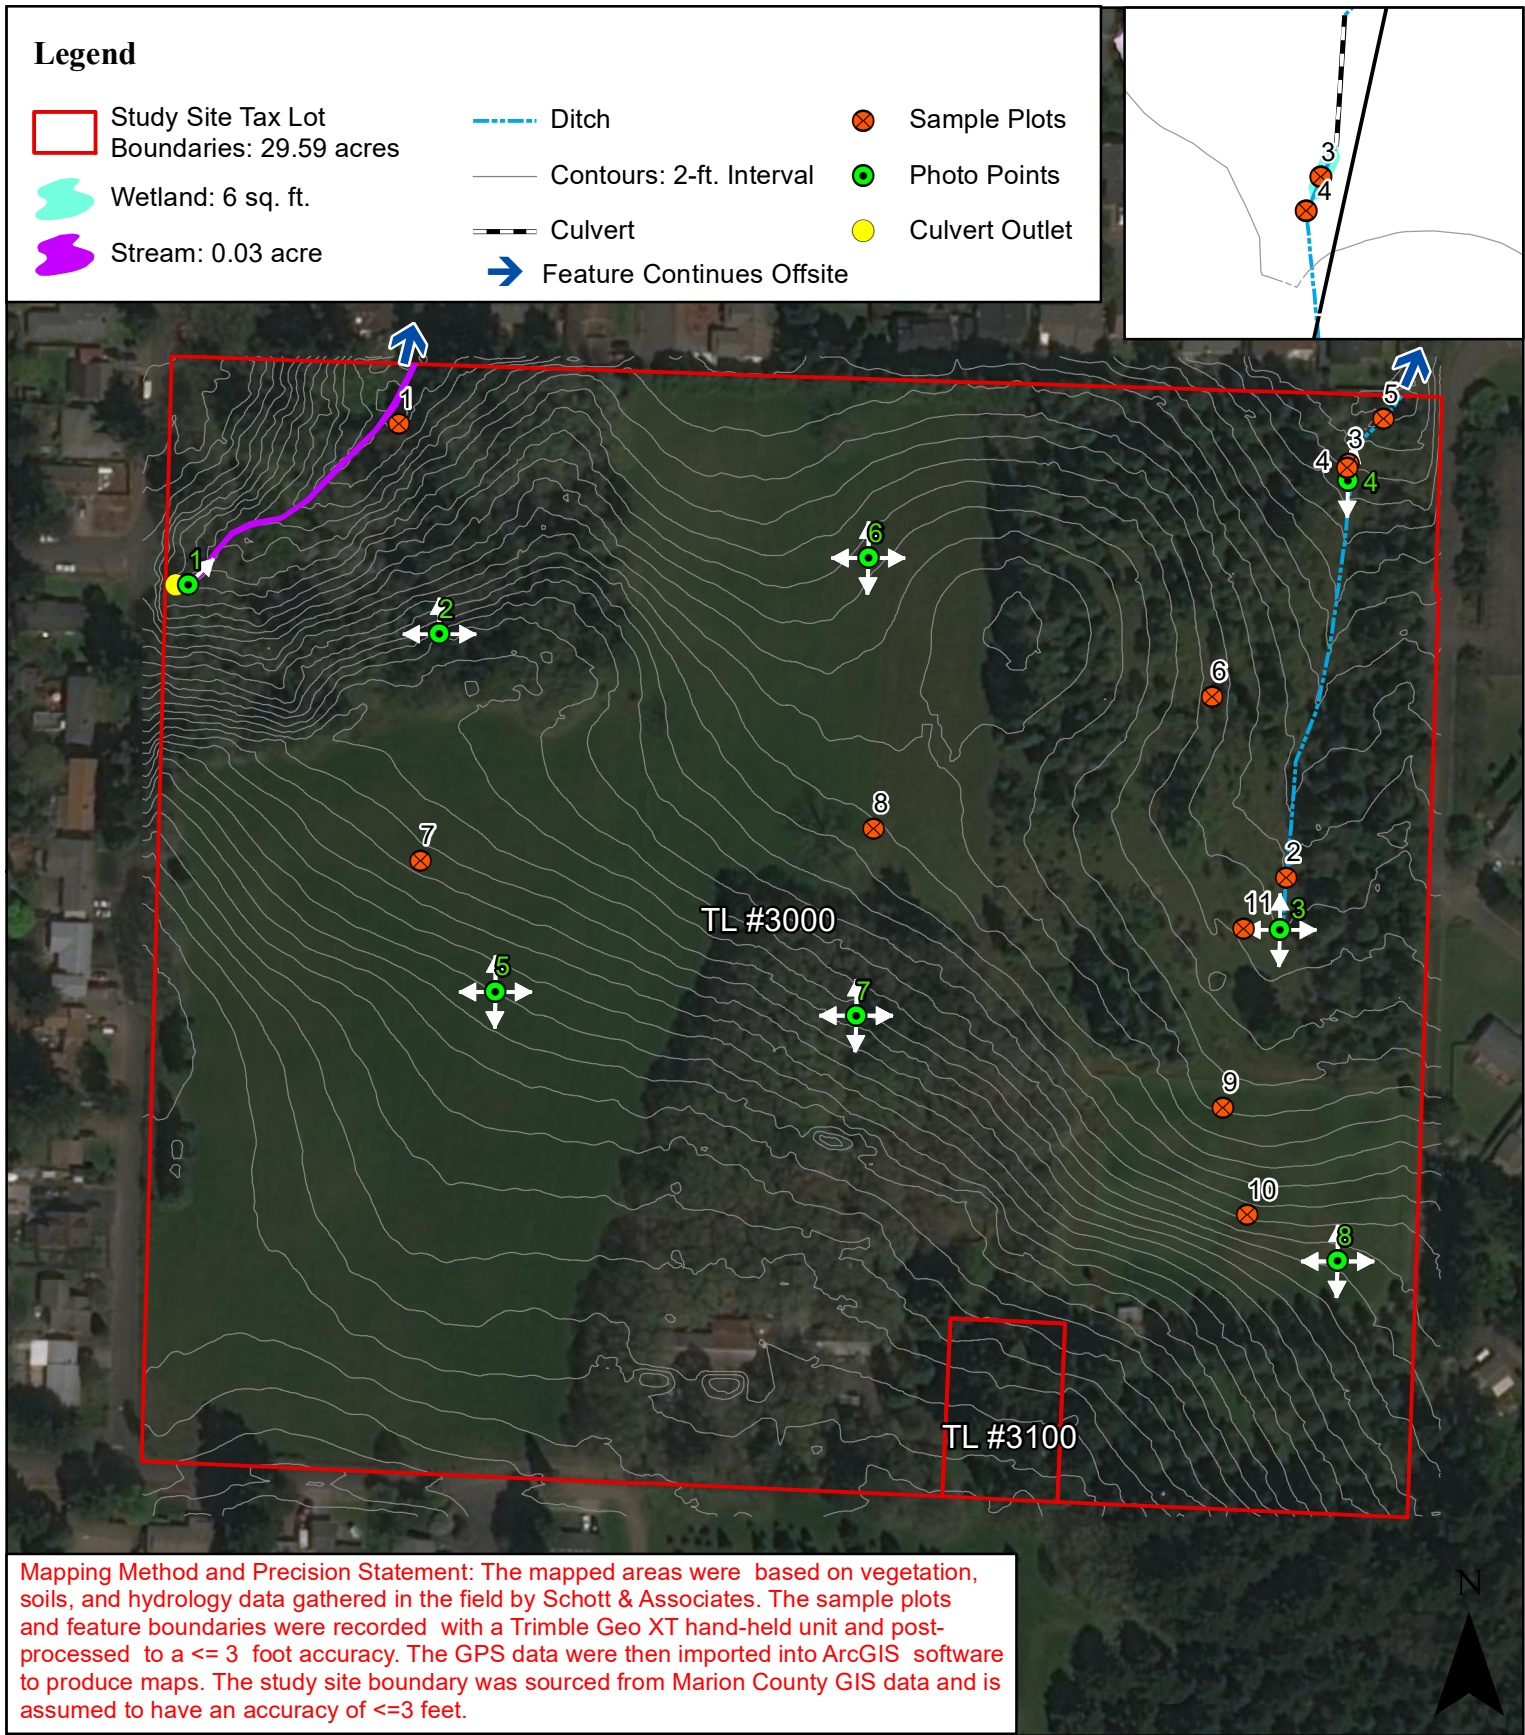 Legend
Study Site Tax Lot
Boundaries: 29.59 acres
Wetland: 6 sq. ft.
Stream: 0.03 acre
Ditch
Contours: 2-ft. Interval
Culvert
Feature Continues Offsite
Sample Plots
Photo Points
Culvert Outlet
3
4
1
5
3
4
4
1
6
2
6
8
7
2
11
3
TL #3000
5
7
9
10
8
TL #3100
Mapping Method and Precision Statement: The mapped areas were based on vegetation,
soils, and hydrology data gathered in the field by Schott & Associates. The sample plots
and feature boundaries were recorded with a Trimble Geo XT hand-held unit and post-
processed to a <= 3 foot accuracy. The GPS data were then imported into ArcGIS software
to produce maps. The study site boundary was sourced from Marion County GIS data and is
assumed to have an accuracy of <=3 feet.
N